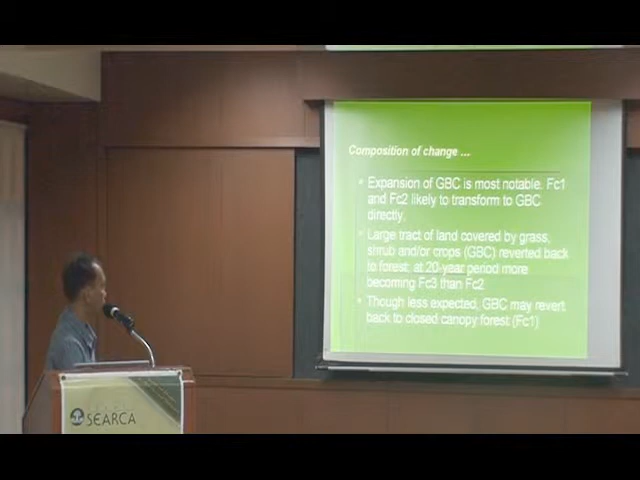 Composition of change ...
Expansion of GBC is most notable. Fc1
and Fc2 likely to transform to GBC
directly.
Large tract of land covered by grass,
shrub and/or crops (GBC) reverted back
to forest; at 20-year period more
becoming Fc3 than Fc2
Though less expected, GBC may revert
back to closed canopy forest (Fc1)
SEARCA